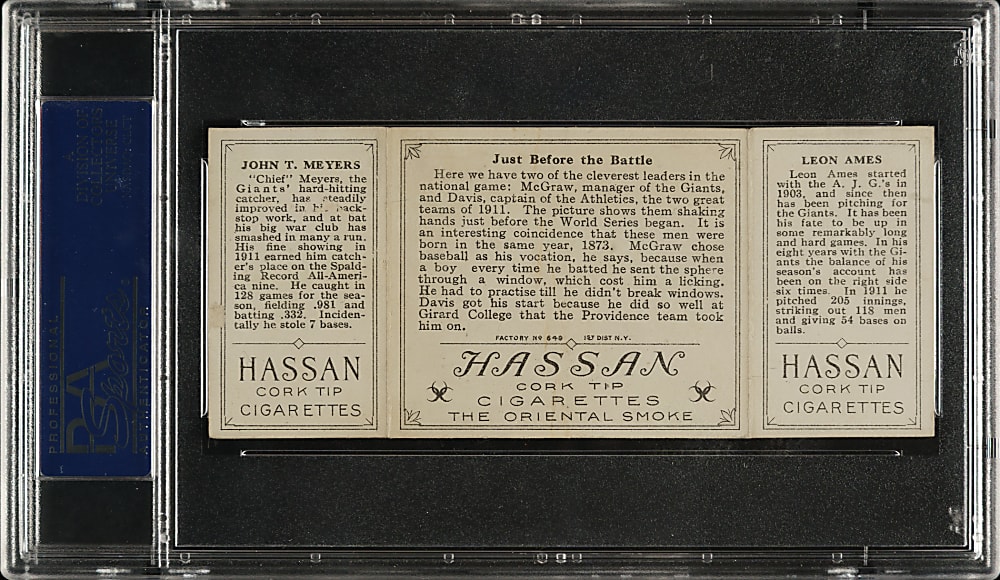 JOHN T. MEYERS
"Chief" Meyers, the
Giants' hard-hitting
catcher, has steadily
improved in back-
stop work, and at bat
his big war club has
smashed in many a run.
His fine showing in
1911 earned him catch-
er's place on the Spald-
ing Record All-Ameri-
ca nine. He caught in
128 games for the sea-
son, fielding .981 and
batting .332. Inciden-
tally he stole 7 bases.
HASSAN
CORK TIP
CIGARETTES
Just Before the Battle
Here we have two of the cleverest leaders in the
national game: McGraw, manager of the Giants,
and Davis, captain of the Athletics, the two great
teams of 1911. The picture shows them shaking
hands just before the World Series began. It is
an interesting coincidence that these men were
born in the same year, 1873. McGraw chose
baseball as his vocation, he says, because when
a boy every time he batted he sent the sphere
through a window, which cost him a licking.
He had to practise till he didn't break windows.
Davis got his start because he did so well at
Girard College that the Providence team took
him on.
FACTORY Nº 649 1ST DIST N.Y.
HASSAN
CORK TIP
CIGARETTES
THE ORIENTAL SMOKE
LEON AMES
Leon Ames started
with the A. J. G.'s in
1903, and since then
has been pitching for
the Giants. It has been
his fate to be up in
some remarkably long
and hard games. In his
eight years with the Gi-
ants the balance of his
season's account has
been on the right side
six times. In 1911 he
pitched 205 innings,
striking out 118 men
and giving 54 bases on
balls.
HASSAN
CORK TIP
CIGARETTES
A
DIVISION OF
COLLECTORS
UNIVERSE
PROFESSIONAL
PSA
Sports
AUTHENTICATOR